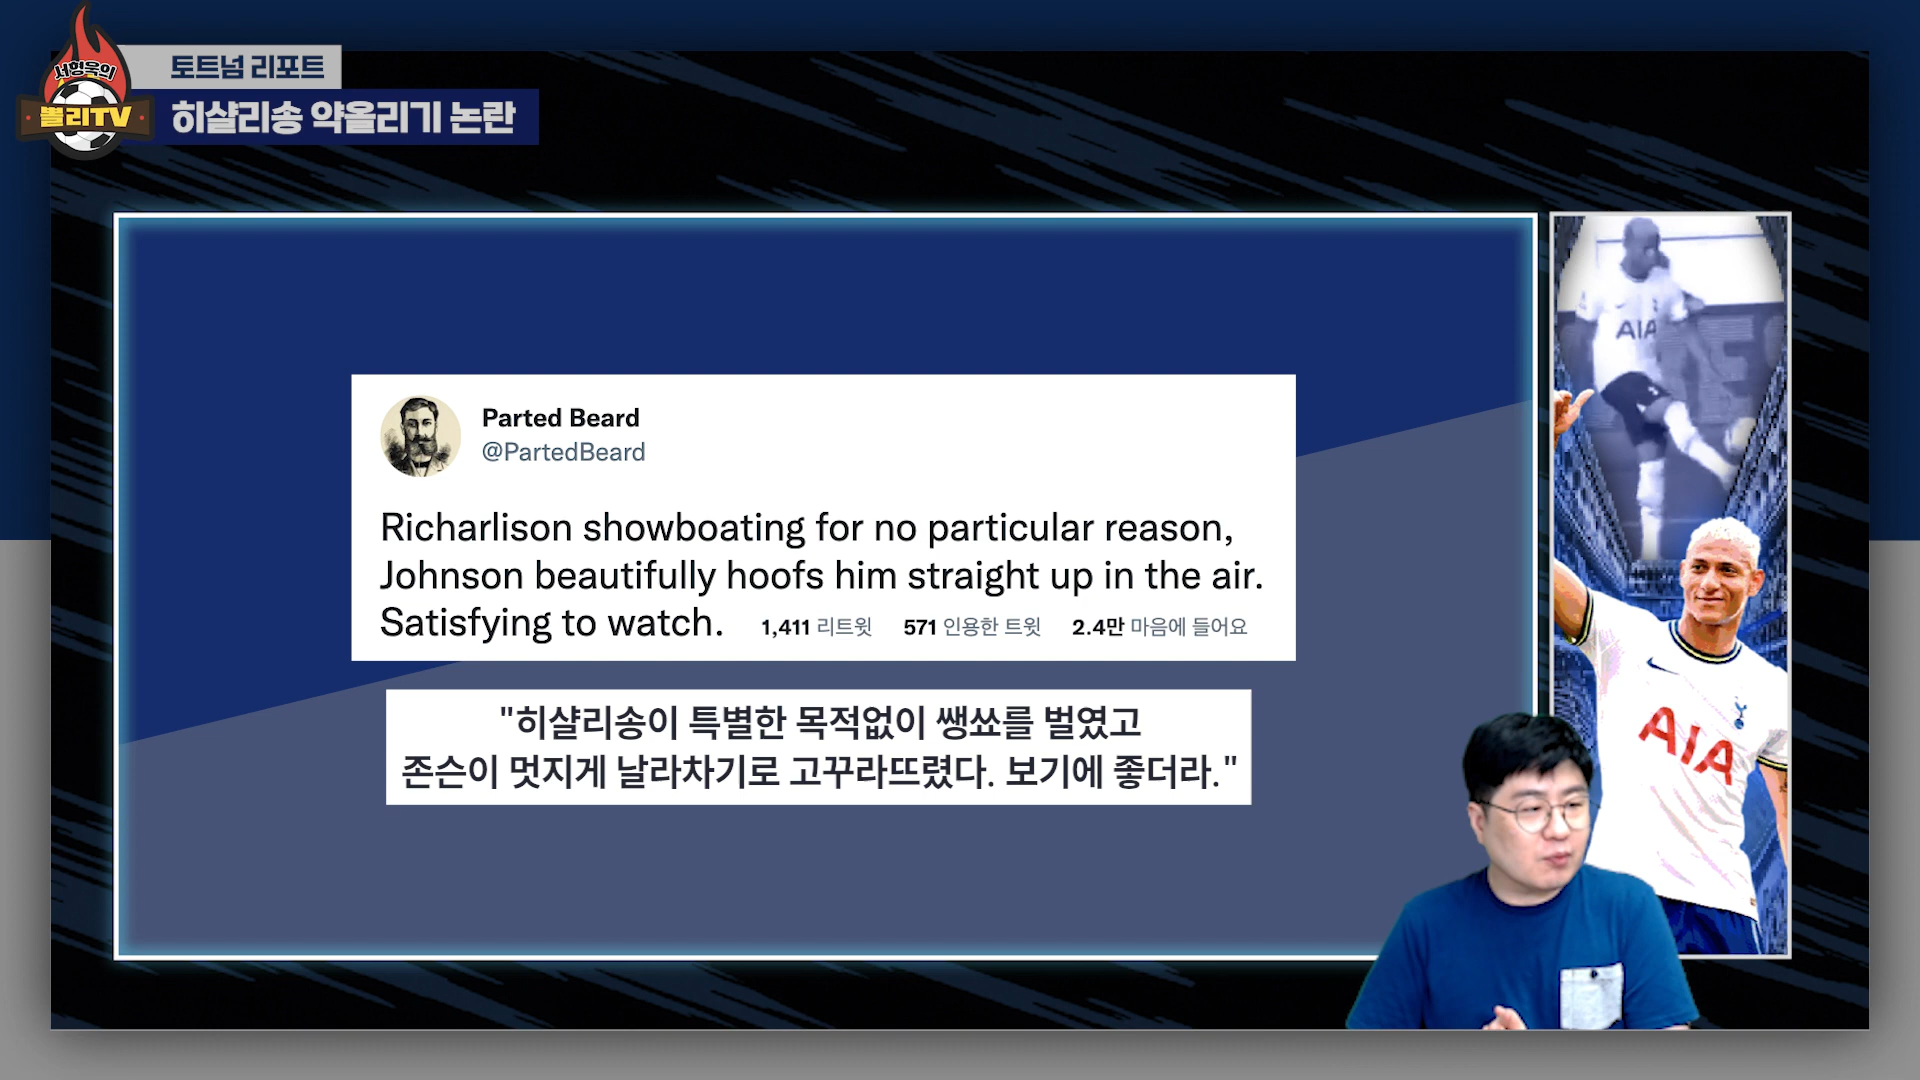 서형욱의
뽈리TV
토트넘 리포트
히샬리송 약올리기 논란
Parted Beard
@PartedBeard
Richarlison showboating for no particular reason,
Johnson beautifully hoofs him straight up in the air.
Satisfying to watch. 1,411 리트윗 571 인용한 트윗 2.4만 마음에 들어요
"히샬리송이 특별한 목적없이 쌩쑈를 벌였고
존슨이 멋지게 날라차기로 고꾸라뜨렸다. 보기에 좋더라."
AIA
AIA